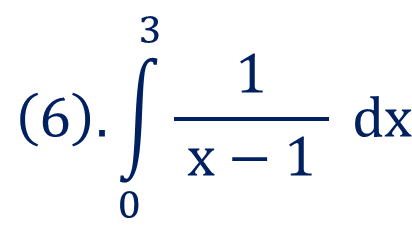 (6). ∫₀³ 1/(x − 1) dx